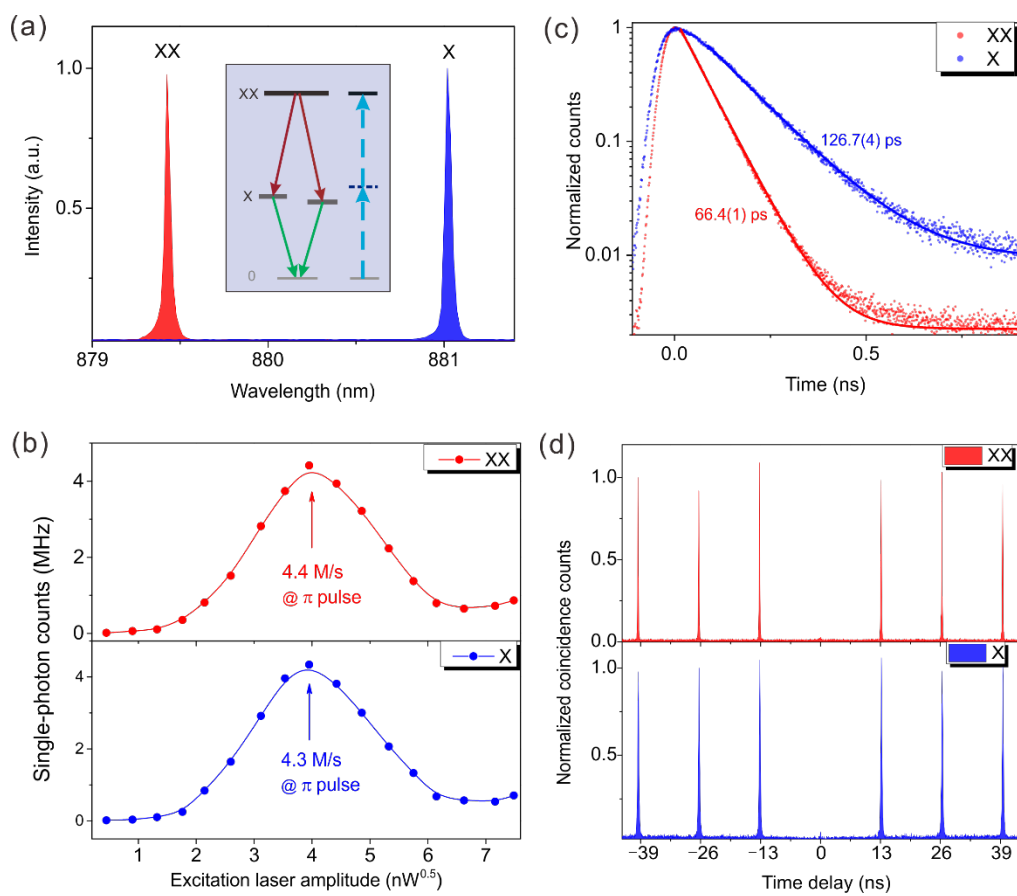 (a)
XX
X
1.0
0.5
Intensity (a.u.)
XX
X
0
879
880
881
Wavelength (nm)
(c)
XX
X
1
0.1
0.01
Normalized counts
126.7(4) ps
66.4(1) ps
0.0
0.5
Time (ns)
(b)
XX
4
2
0
4.4 M/s
@ π pulse
X
4
2
0
4.3 M/s
@ π pulse
Single-photon counts (MHz)
1
2
3
4
5
6
7
Excitation laser amplitude (nW0.5)
(d)
XX
1.0
0.5
0.0
X
1.0
0.5
Normalized coincidence counts
−39
−26
−13
0
13
26
39
Time delay (ns)